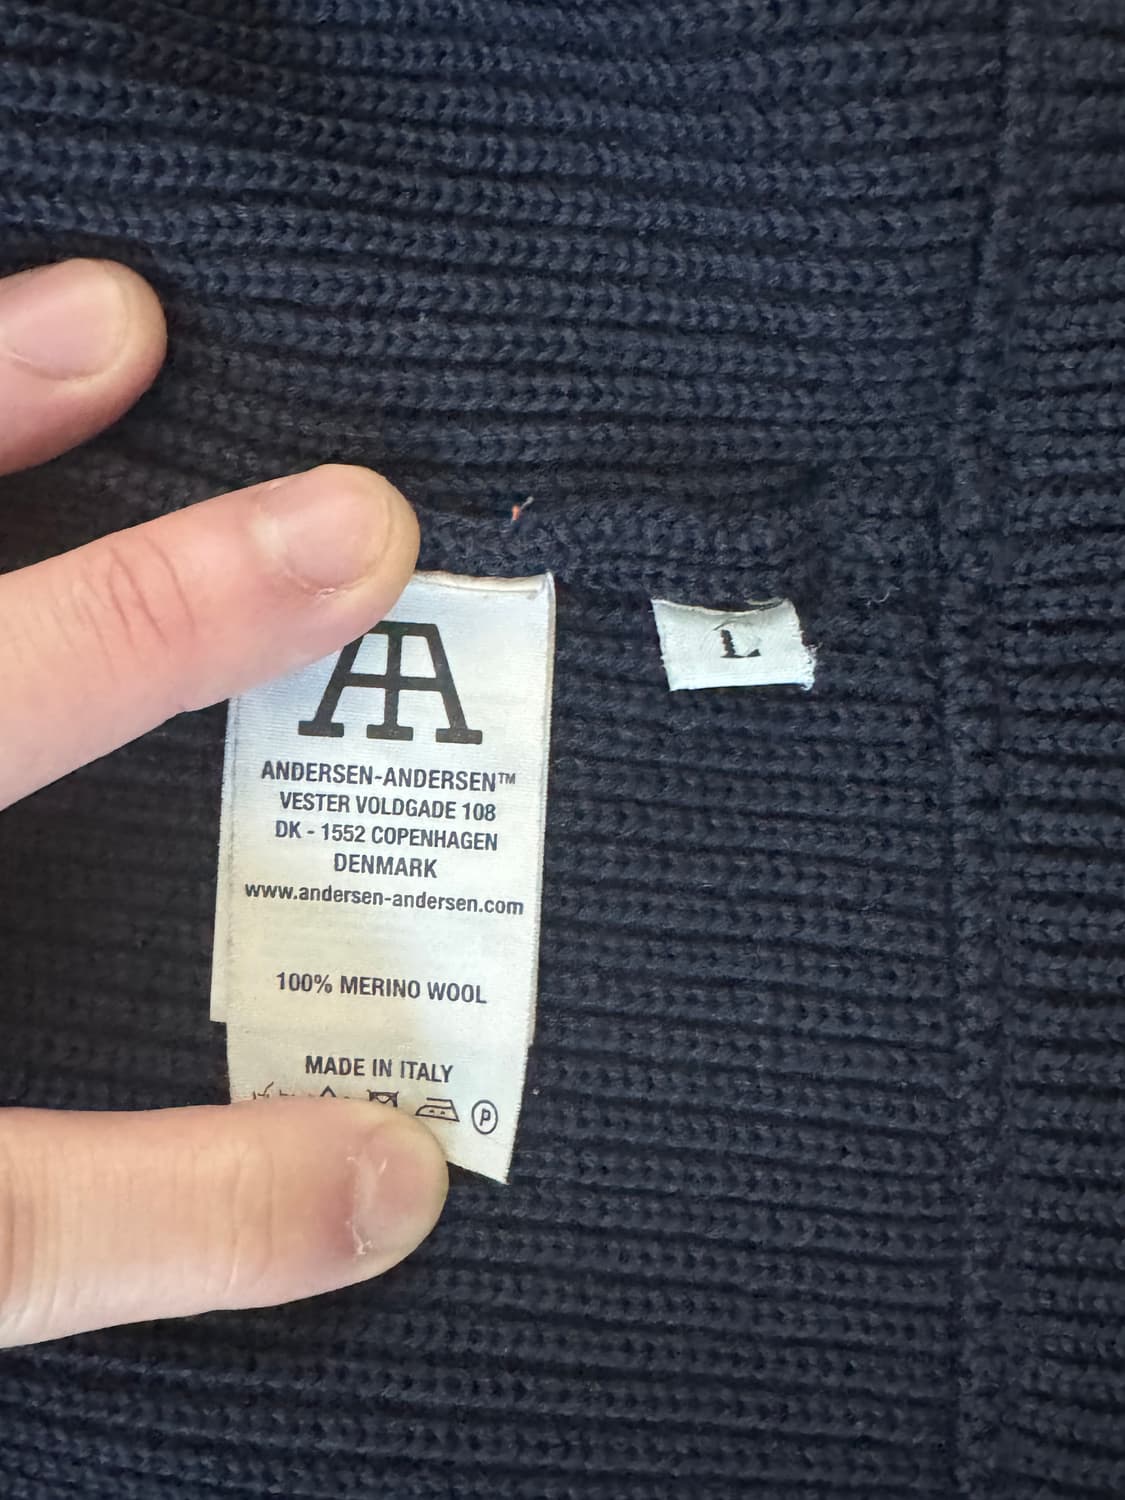 ANDERSEN-ANDERSEN™
VESTER VOLDGADE 108
DK - 1552 COPENHAGEN
DENMARK
www.andersen-andersen.com
100% MERINO WOOL
MADE IN ITALY
P
L